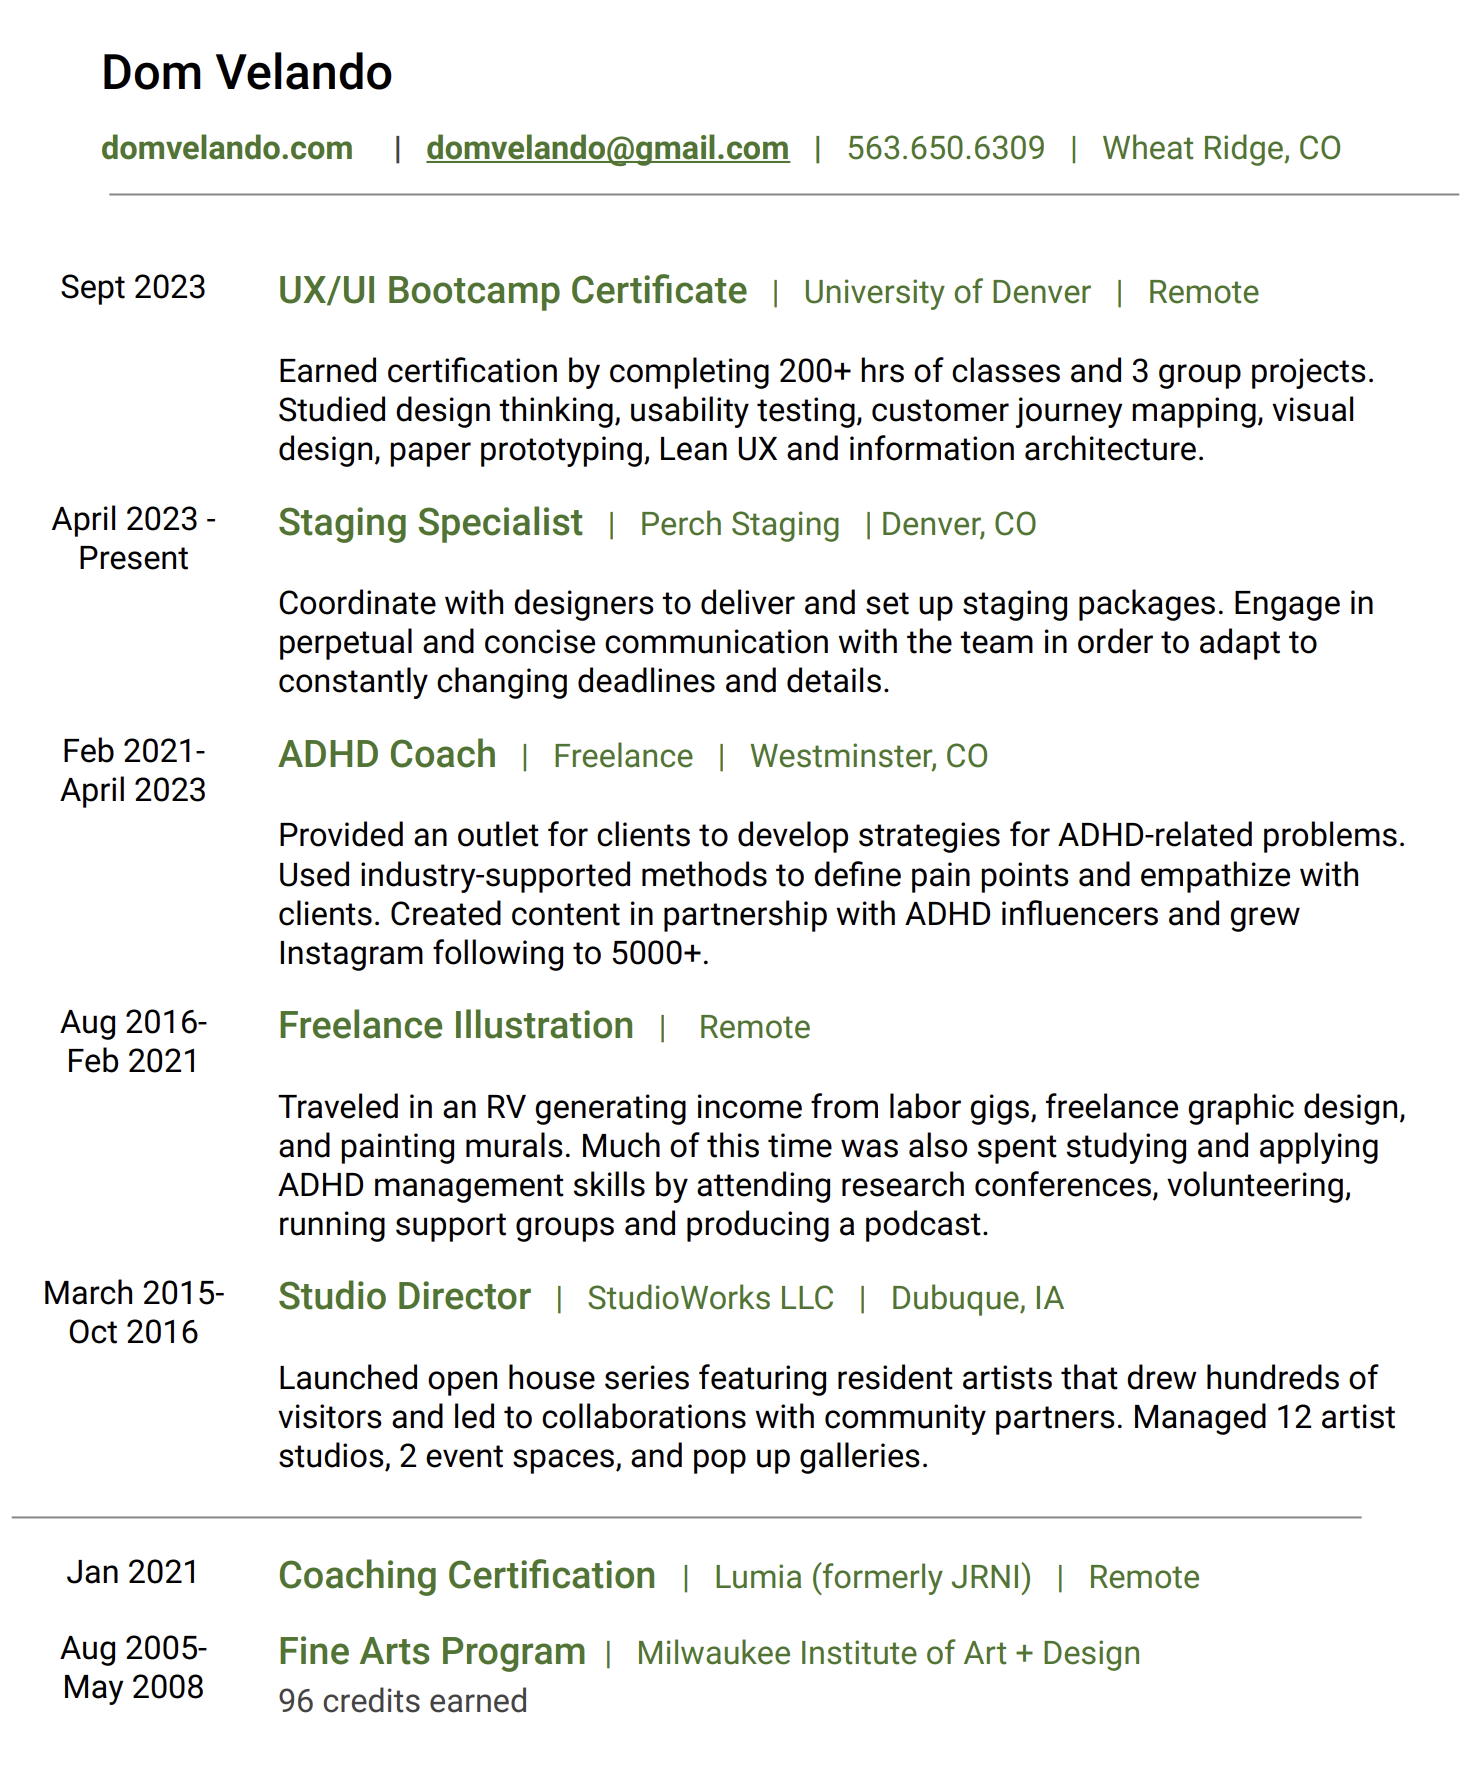 Dom Velando
domvelando.com | domvelando@gmail.com | 563.650.6309 | Wheat Ridge, CO
Sept 2023 UX/UI Bootcamp Certificate | University of Denver | Remote
Earned certification by completing 200+ hrs of classes and 3 group projects.
Studied design thinking, usability testing, customer journey mapping, visual
design, paper prototyping, Lean UX and information architecture.
April 2023 -
Present
Staging Specialist | Perch Staging | Denver, CO
Coordinate with designers to deliver and set up staging packages. Engage in
perpetual and concise communication with the team in order to adapt to
constantly changing deadlines and details.
Feb 2021-
April 2023
ADHD Coach | Freelance | Westminster, CO
Provided an outlet for clients to develop strategies for ADHD-related problems.
Used industry-supported methods to define pain points and empathize with
clients. Created content in partnership with ADHD influencers and grew
Instagram following to 5000+.
Aug 2016-
Feb 2021
Freelance Illustration | Remote
Traveled in an RV generating income from labor gigs, freelance graphic design,
and painting murals. Much of this time was also spent studying and applying
ADHD management skills by attending research conferences, volunteering,
running support groups and producing a podcast.
March 2015-
Oct 2016
Studio Director | StudioWorks LLC | Dubuque, IA
Launched open house series featuring resident artists that drew hundreds of
visitors and led to collaborations with community partners. Managed 12 artist
studios, 2 event spaces, and pop up galleries.
Jan 2021 Coaching Certification | Lumia (formerly JRNI) | Remote
Aug 2005-
May 2008
Fine Arts Program | Milwaukee Institute of Art + Design
96 credits earned